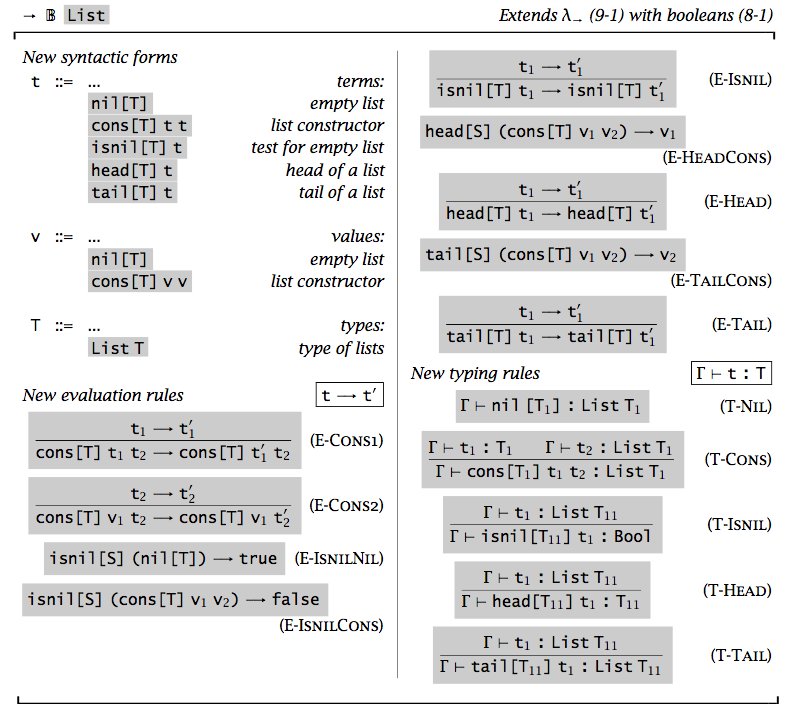 → 𝔹 List
Extends λ→ (9-1) with booleans (8-1)
New syntactic forms
t ::= ... terms:
nil[T] empty list
cons[T] t t list constructor
isnil[T] t test for empty list
head[T] t head of a list
tail[T] t tail of a list
v ::= ... values:
nil[T] empty list
cons[T] v v list constructor
T ::= ... types:
List T type of lists
New evaluation rules t → t′
t₁ → t′₁
cons[T] t₁ t₂ → cons[T] t′₁ t₂ (E-CONS1)
t₂ → t′₂
cons[T] v₁ t₂ → cons[T] v₁ t′₂ (E-CONS2)
isnil[S] (nil[T]) → true (E-ISNILNIL)
isnil[S] (cons[T] v₁ v₂) → false
(E-ISNILCONS)
t₁ → t′₁
isnil[T] t₁ → isnil[T] t′₁ (E-ISNIL)
head[S] (cons[T] v₁ v₂) → v₁
(E-HEADCONS)
t₁ → t′₁
head[T] t₁ → head[T] t′₁ (E-HEAD)
tail[S] (cons[T] v₁ v₂) → v₂
(E-TAILCONS)
t₁ → t′₁
tail[T] t₁ → tail[T] t′₁ (E-TAIL)
New typing rules Γ ⊢ t : T
Γ ⊢ nil [T₁] : List T₁ (T-NIL)
Γ ⊢ t₁ : T₁ Γ ⊢ t₂ : List T₁
Γ ⊢ cons[T₁] t₁ t₂ : List T₁ (T-CONS)
Γ ⊢ t₁ : List T₁₁
Γ ⊢ isnil[T₁₁] t₁ : Bool (T-ISNIL)
Γ ⊢ t₁ : List T₁₁
Γ ⊢ head[T₁₁] t₁ : T₁₁ (T-HEAD)
Γ ⊢ t₁ : List T₁₁
Γ ⊢ tail[T₁₁] t₁ : List T₁₁ (T-TAIL)